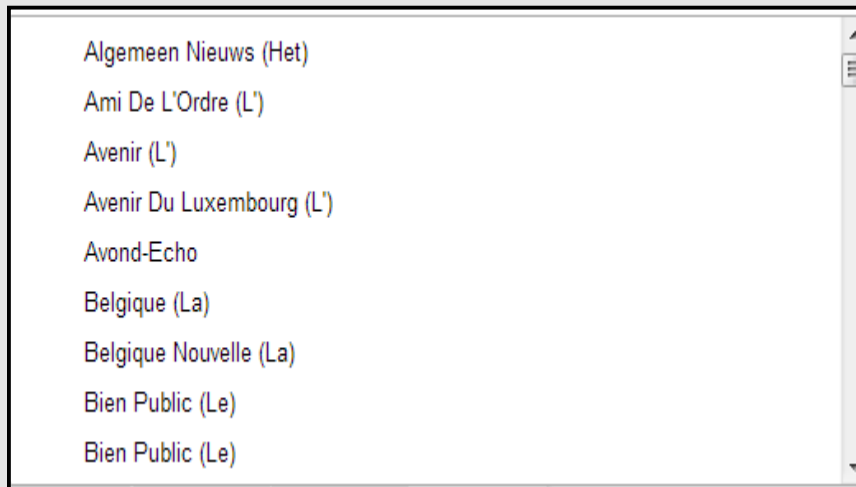 Algemeen Nieuws (Het)
Ami De L'Ordre (L')
Avenir (L')
Avenir Du Luxembourg (L')
Avond-Echo
Belgique (La)
Belgique Nouvelle (La)
Bien Public (Le)
Bien Public (Le)